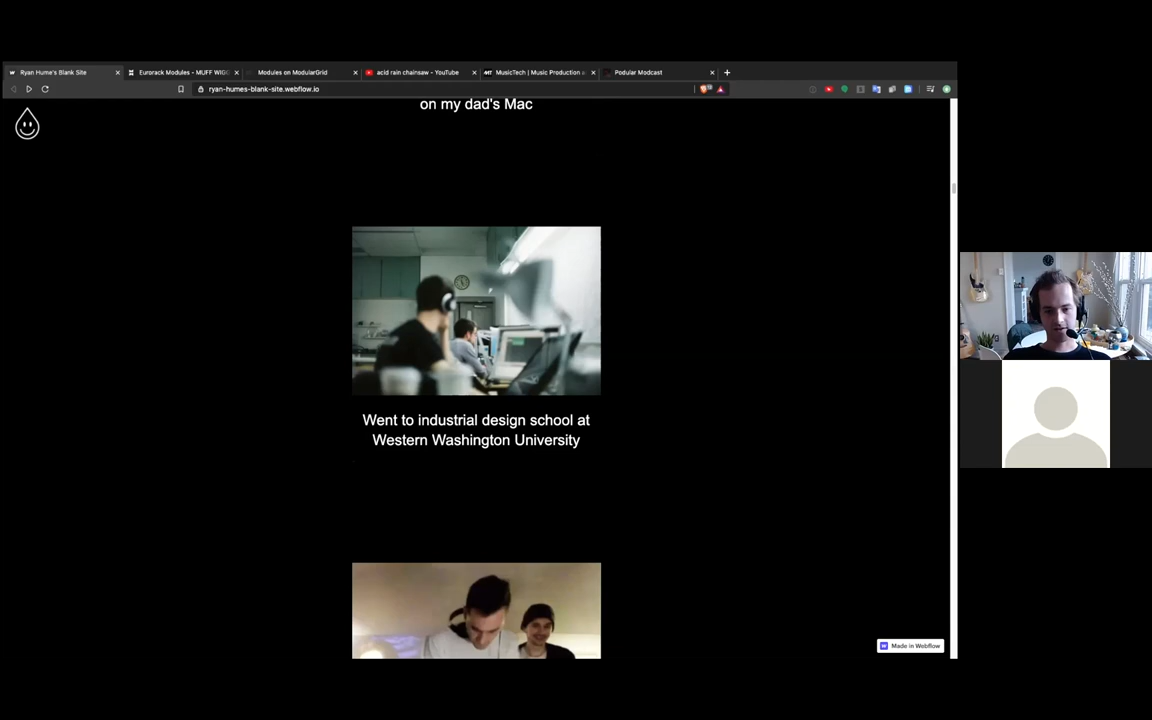 Ryan Hume's Blank Site
Eurorack Modules - MUFF WIGG
Modules on ModularGrid
acid rain chainsaw - YouTube
MusicTech | Music Production a
Podular Modcast
ryan-humes-blank-site.webflow.io
on my dad's Mac
Went to industrial design school at
Western Washington University
Made in Webflow